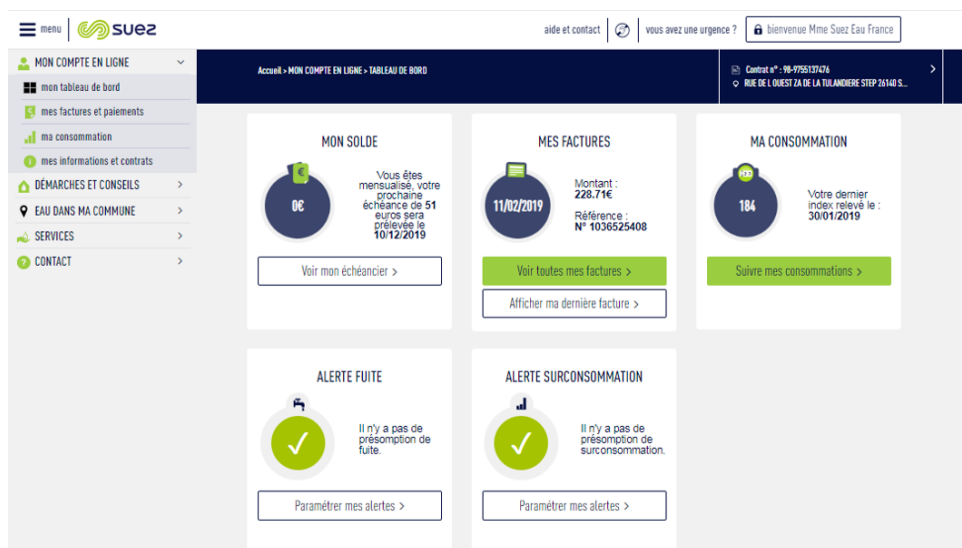 menu
suez
aide et contact
vous avez une urgence ?
bienvenue Mme Suez Eau France
MON COMPTE EN LIGNE
mon tableau de bord
mes factures et paiements
ma consommation
mes informations et contrats
DÉMARCHES ET CONSEILS
EAU DANS MA COMMUNE
SERVICES
CONTACT
Accueil > MON COMPTE EN LIGNE > TABLEAU DE BORD
Contrat n° : 98-9755137476
RUE DE L OUEST ZA DE LA TULANDIERE STEP 26140 S...
MON SOLDE
0€
Vous êtes
mensualisé, votre
prochaine
échéance de 51
euros sera
prélevée le
10/12/2019
Voir mon échéancier >
MES FACTURES
11/02/2019
Montant :
228.71€
Référence :
N° 1036525408
Voir toutes mes factures >
Afficher ma dernière facture >
MA CONSOMMATION
184
Votre dernier
index relevé le :
30/01/2019
Suivre mes consommations >
ALERTE FUITE
Il n'y a pas de
présomption de
fuite.
Paramétrer mes alertes >
ALERTE SURCONSOMMATION
Il n'y a pas de
présomption de
surconsommation.
Paramétrer mes alertes >